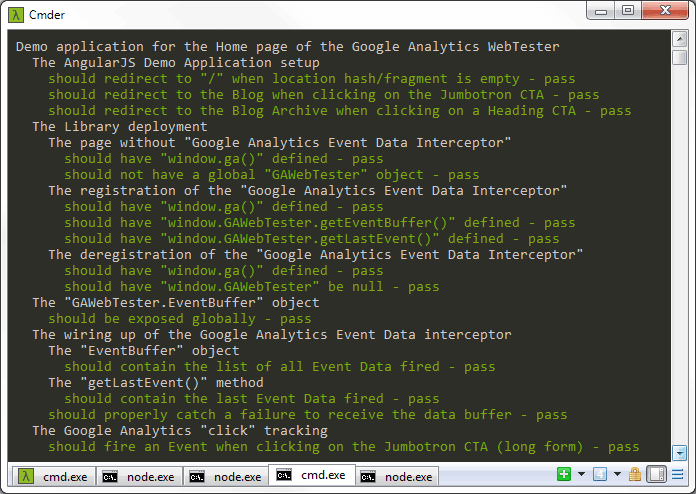 Cmder
Demo application for the Home page of the Google Analytics WebTester
The AngularJS Demo Application setup
should redirect to "/" when location hash/fragment is empty - pass
should redirect to the Blog when clicking on the Jumbotron CTA - pass
should redirect to the Blog Archive when clicking on a Heading CTA - pass
The Library deployment
The page without "Google Analytics Event Data Interceptor"
should have "window.ga()" defined - pass
should not have a global "GAWebTester" object - pass
The registration of the "Google Analytics Event Data Interceptor"
should have "window.ga()" defined - pass
should have "window.GAWebTester.getEventBuffer()" defined - pass
should have "window.GAWebTester.getLastEvent()" defined - pass
The deregistration of the "Google Analytics Event Data Interceptor"
should have "window.ga()" defined - pass
should have "window.GAWebTester" be null - pass
The "GAWebTester.EventBuffer" object
should be exposed globally - pass
The wiring up of the Google Analytics Event Data interceptor
The "EventBuffer" object
should contain the list of all Event Data fired - pass
The "getLastEvent()" method
should contain the last Event Data fired - pass
should properly catch a failure to receive the data buffer - pass
The Google Analytics "click" tracking
should fire an Event when clicking on the Jumbotron CTA (long form) - pass
cmd.exe node.exe node.exe cmd.exe node.exe